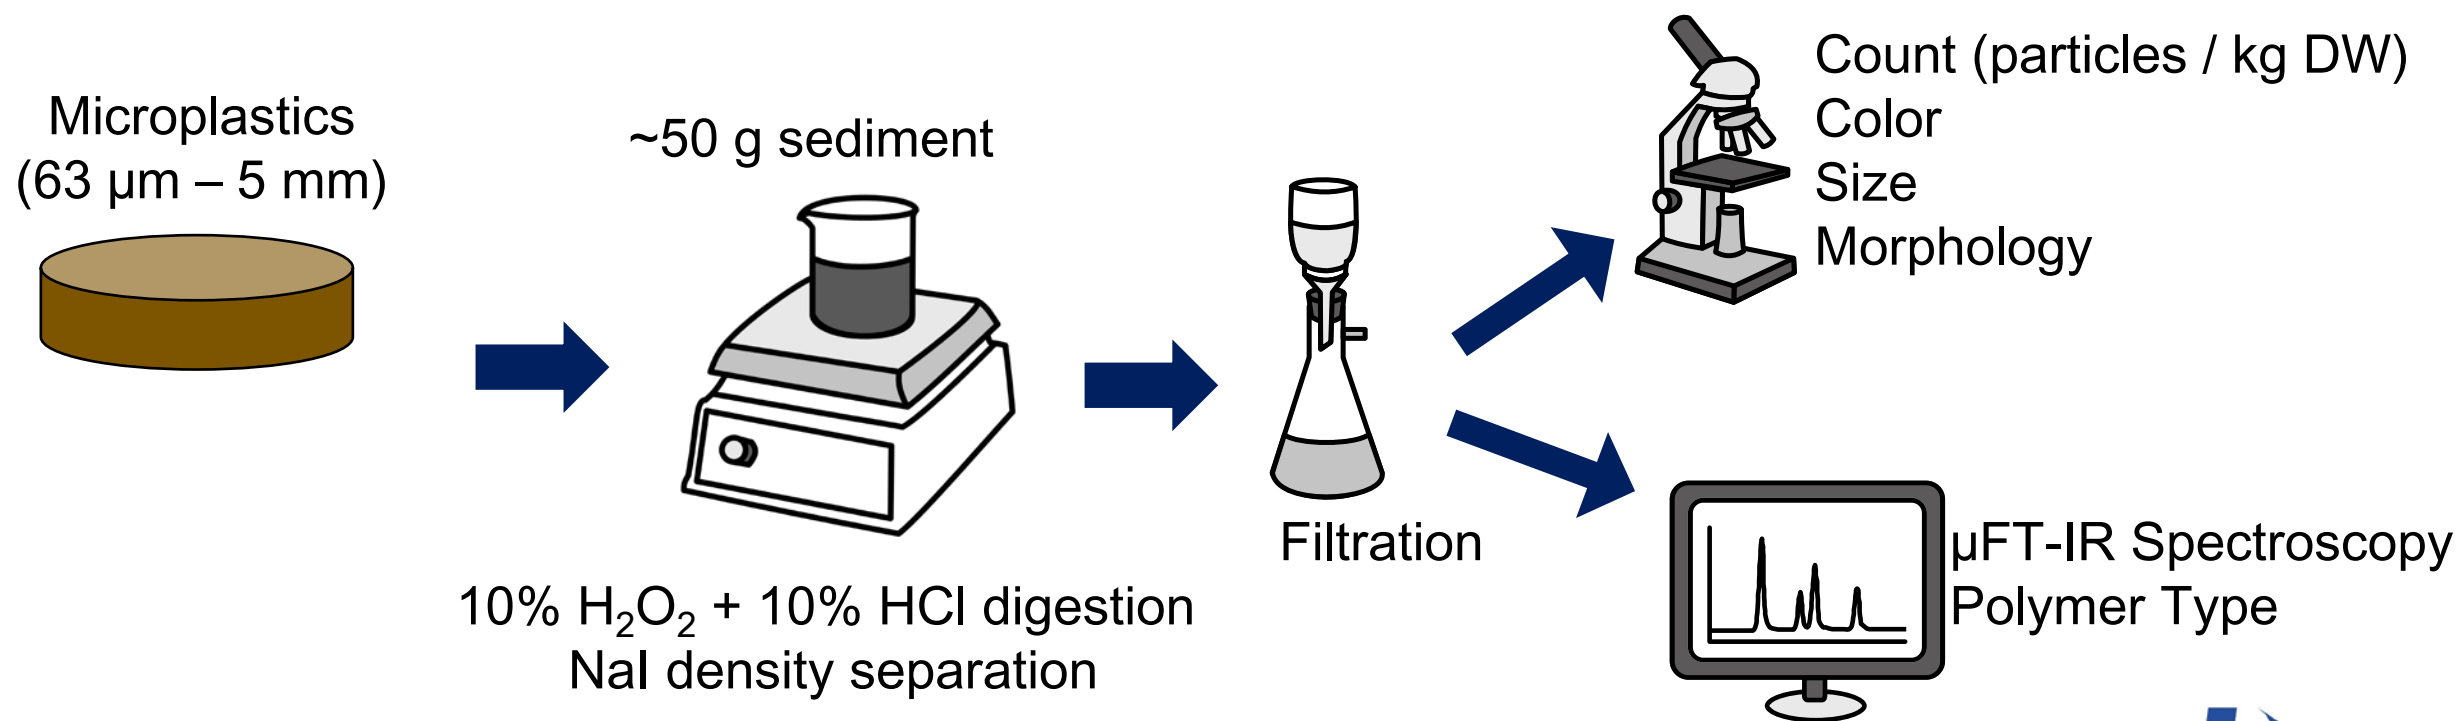 Microplastics
(63 µm – 5 mm)
~50 g sediment
10% H₂O₂ + 10% HCl digestion
NaI density separation
Filtration
Count (particles / kg DW)
Color
Size
Morphology
µFT-IR Spectroscopy
Polymer Type